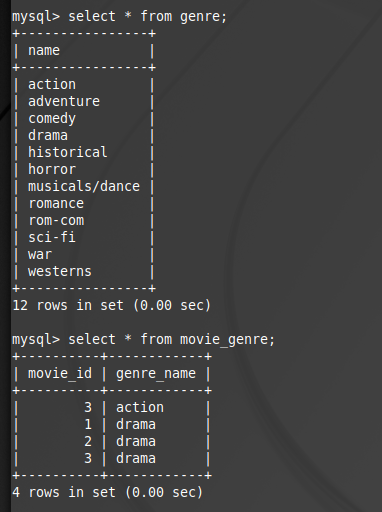 mysql> select * from genre;
+----------------+
| name           |
+----------------+
| action         |
| adventure      |
| comedy         |
| drama          |
| historical     |
| horror         |
| musicals/dance |
| romance        |
| rom-com        |
| sci-fi         |
| war            |
| westerns       |
+----------------+
12 rows in set (0.00 sec)

mysql> select * from movie_genre;
+----------+------------+
| movie_id | genre_name |
+----------+------------+
|        3 | action     |
|        1 | drama      |
|        2 | drama      |
|        3 | drama      |
+----------+------------+
4 rows in set (0.00 sec)